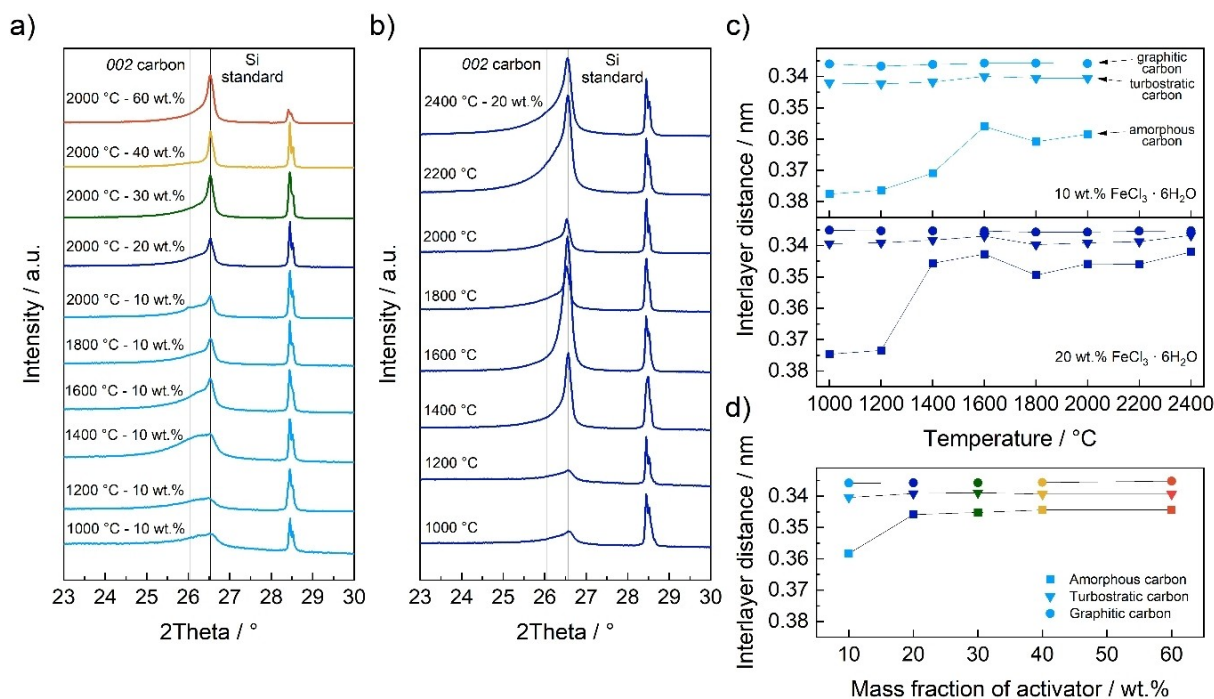 a)
002 carbon
Si
standard
2000 °C - 60 wt.%
2000 °C - 40 wt.%
2000 °C - 30 wt.%
2000 °C - 20 wt.%
2000 °C - 10 wt.%
1800 °C - 10 wt.%
1600 °C - 10 wt.%
1400 °C - 10 wt.%
1200 °C - 10 wt.%
1000 °C - 10 wt.%
Intensity / a.u.
23 24 25 26 27 28 29 30
2Theta / °
b)
002 carbon
Si
standard
2400 °C - 20 wt.%
2200 °C
2000 °C
1800 °C
1600 °C
1400 °C
1200 °C
1000 °C
Intensity / a.u.
23 24 25 26 27 28 29 30
2Theta / °
c)
0.34
0.35
0.36
0.37
0.38
graphitic
carbon
turbostratic
carbon
amorphous
carbon
10 wt.% FeCl₃ · 6H₂O
0.34
0.35
0.36
0.37
0.38
20 wt.% FeCl₃ · 6H₂O
Interlayer distance / nm
1000 1200 1400 1600 1800 2000 2200 2400
Temperature / °C
d)
Interlayer distance / nm
0.34
0.35
0.36
0.37
0.38
Amorphous carbon
Turbostratic carbon
Graphitic carbon
10 20 30 40 50 60
Mass fraction of activator / wt.%